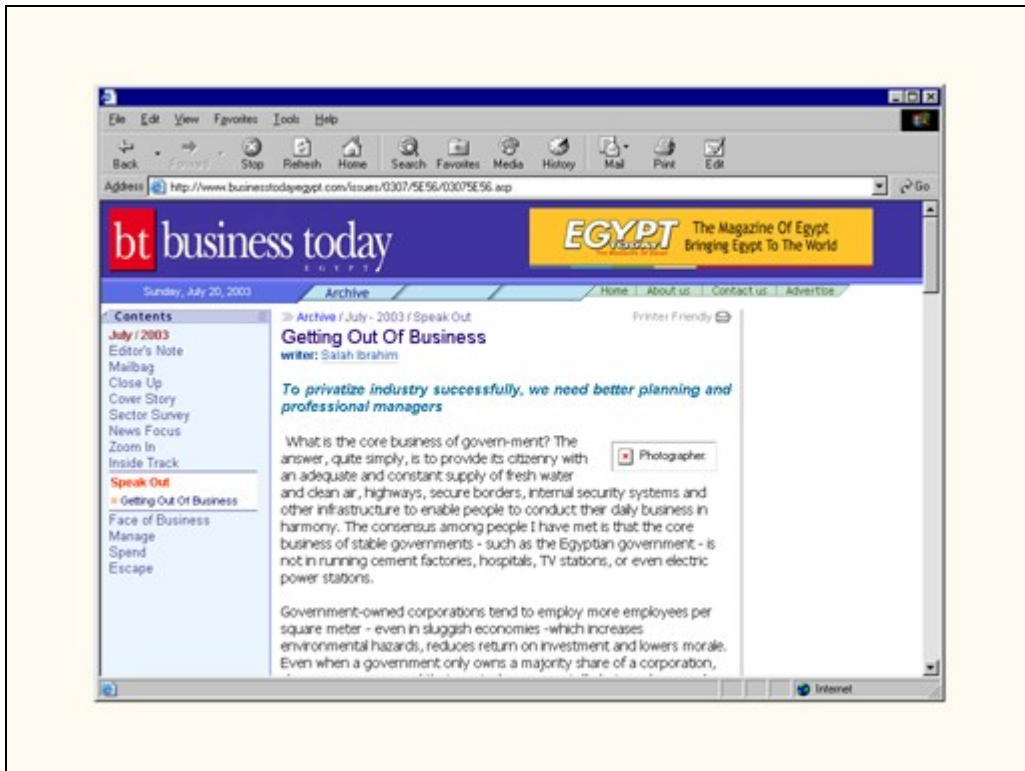 File Edit View Favorites Tools Help
Back Forward Stop Refresh Home Search Favorites Media History Mail Print Edit
Address http://www.businesstodayegypt.com/issues/0307/5E56/03075E56.asp Go
bt business today
EGYPT
EGYPT TODAY
The Magazine Of Egypt
The Magazine Of Egypt
Bringing Egypt To The World
Sunday, July 20, 2003 Archive Home | About us | Contact us | Advertise
Contents
July / 2003
Editor's Note
Mailbag
Close Up
Cover Story
Sector Survey
News Focus
Zoom In
Inside Track
Speak Out
Getting Out Of Business
Face of Business
Manage
Spend
Escape
Archive / July - 2003 / Speak Out Printer Friendly
Getting Out Of Business
writer: Salah Ibrahim
To privatize industry successfully, we need better planning and
professional managers
What is the core business of govern-ment? The
answer, quite simply, is to provide its citizenry with
an adequate and constant supply of fresh water
Photographer:
and clean air, highways, secure borders, internal security systems and
other infrastructure to enable people to conduct their daily business in
harmony. The consensus among people I have met is that the core
business of stable governments - such as the Egyptian government - is
not in running cement factories, hospitals, TV stations, or even electric
power stations.
Government-owned corporations tend to employ more employees per
square meter - even in sluggish economies -which increases
environmental hazards, reduces return on investment and lowers morale.
Even when a government only owns a majority share of a corporation,
Internet